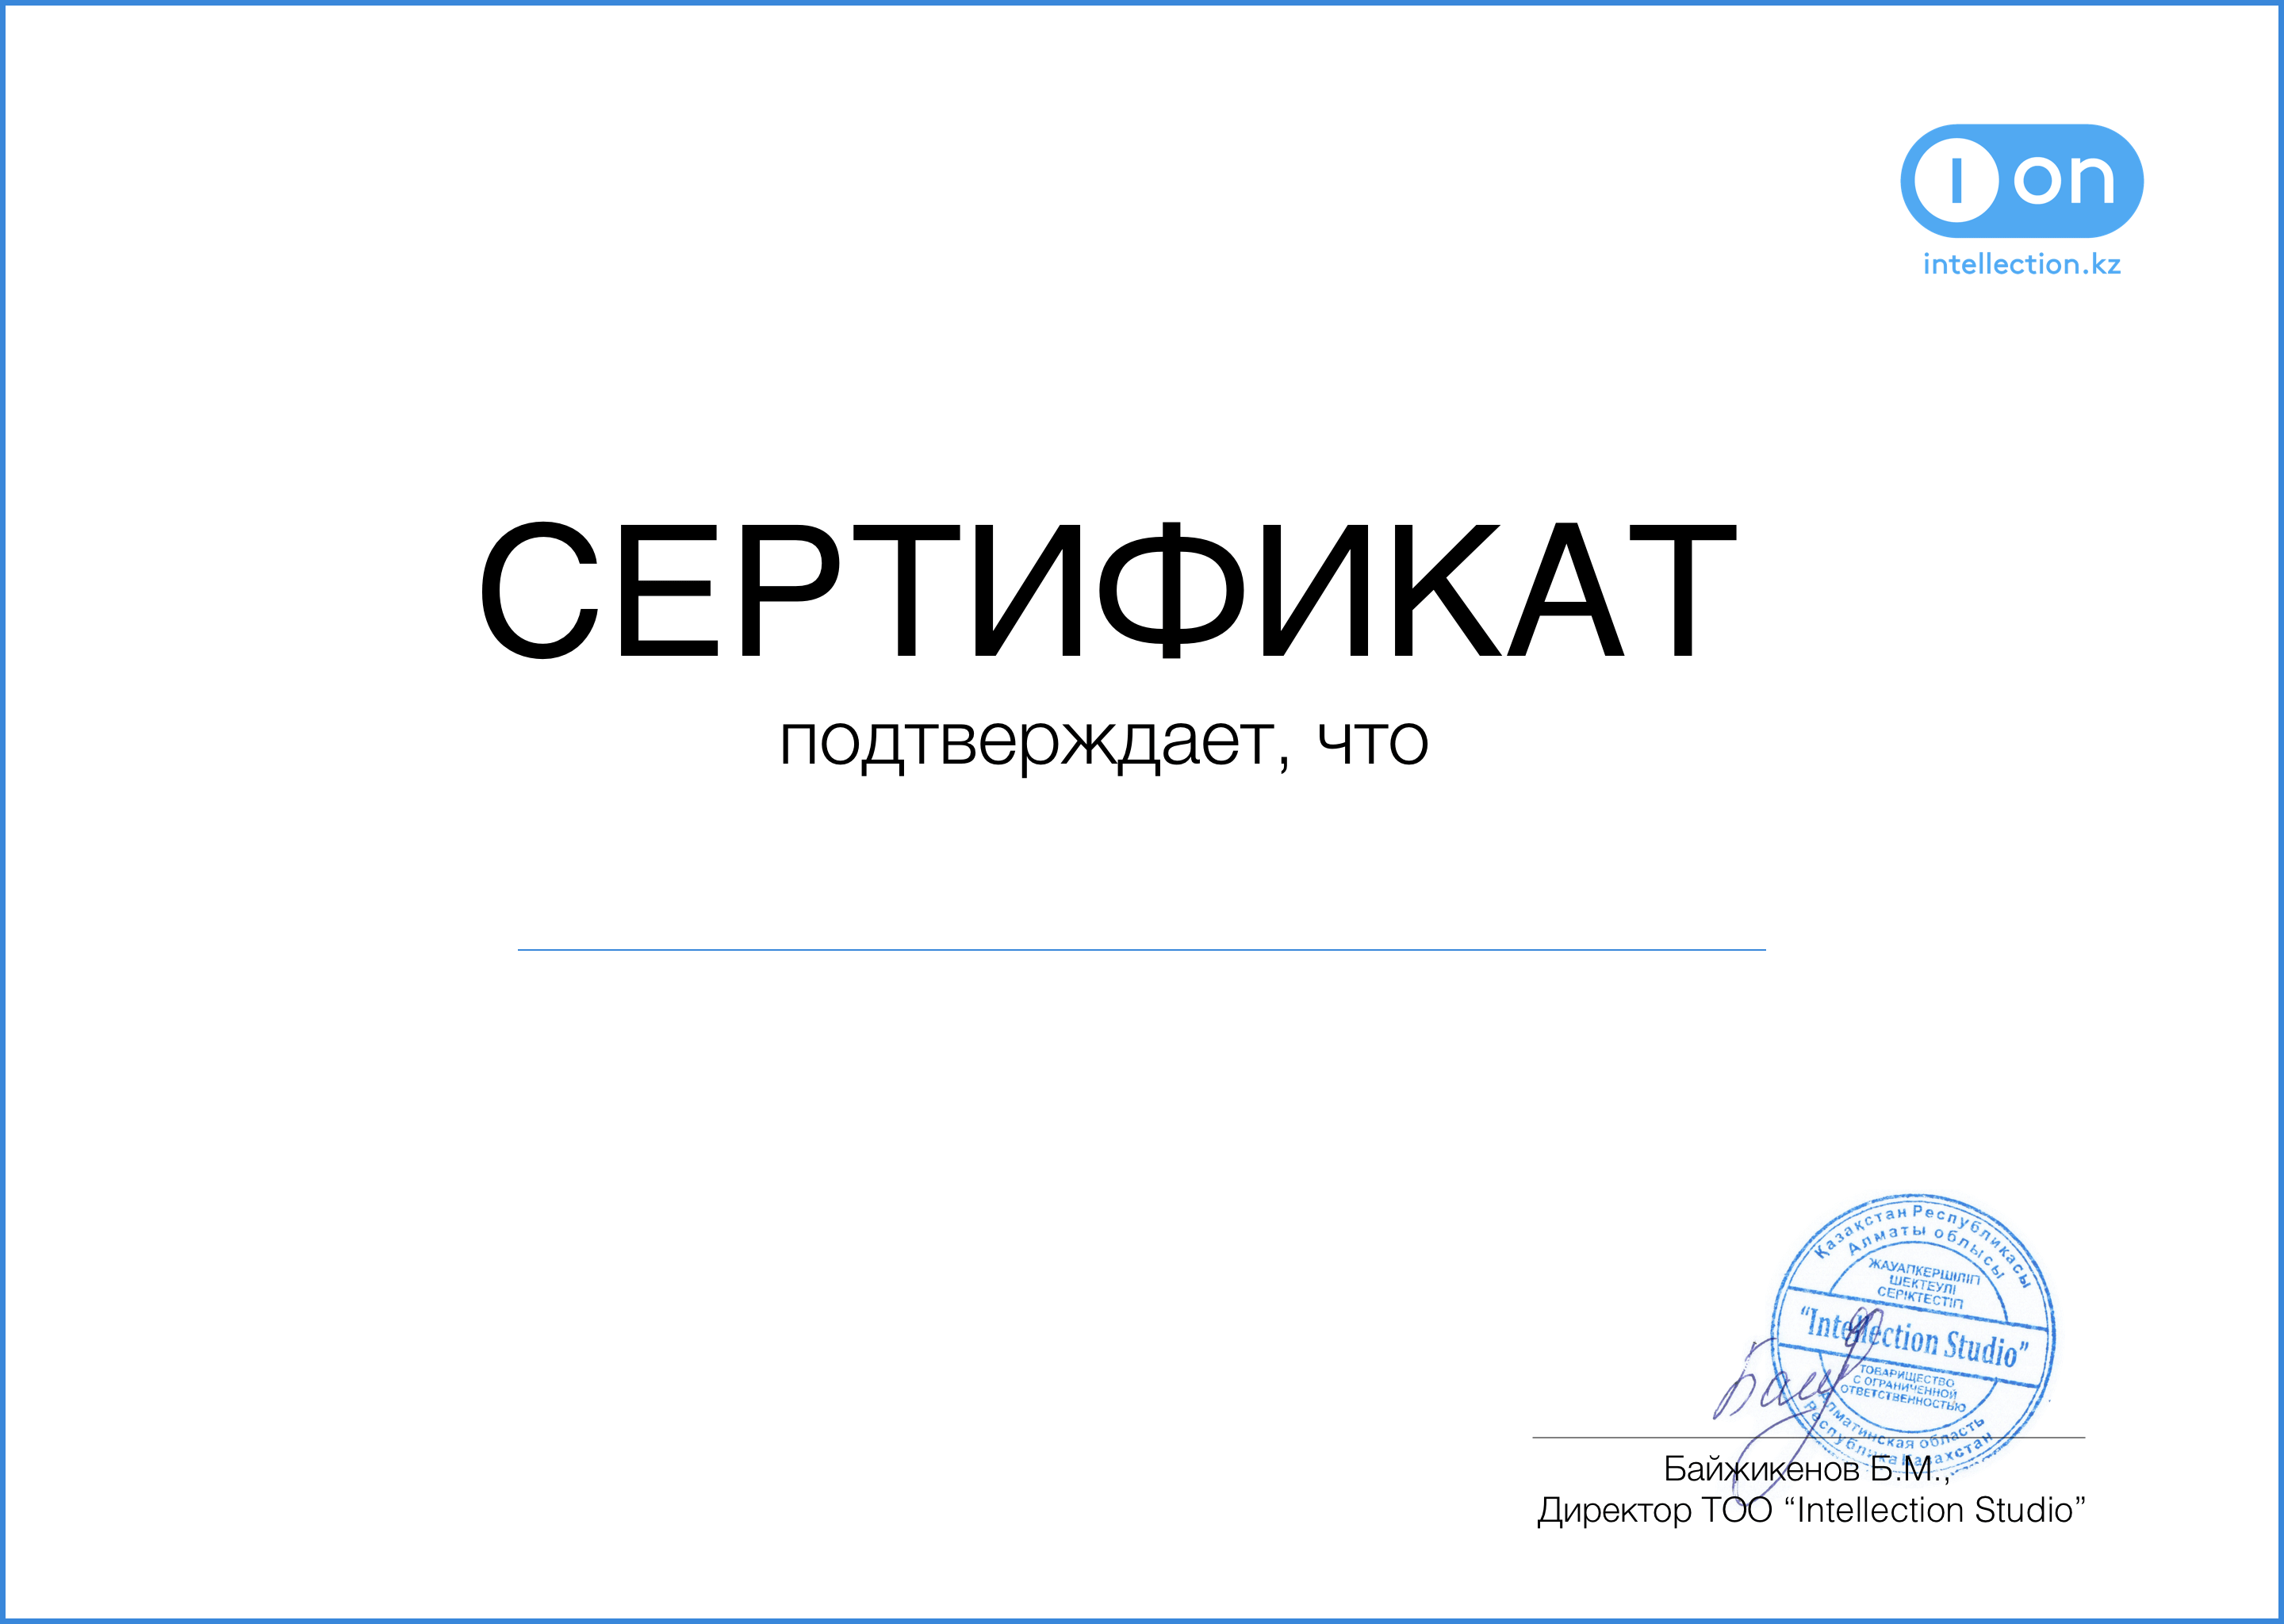 I on
intellection.kz
СЕРТИФИКАТ
подтверждает, что
Қазақстан Республикасы
Алматы облысы
ЖАУАПКЕРШІЛІГІ
ШЕКТЕУЛІ
СЕРІКТЕСТІГІ
“Intellection Studio”
ТОВАРИЩЕСТВО
С ОГРАНИЧЕННОЙ
ОТВЕТСТВЕННОСТЬЮ
Алматинская область
Республика Казахстан
Байжикенов Б.М.,
Директор ТОО “Intellection Studio”